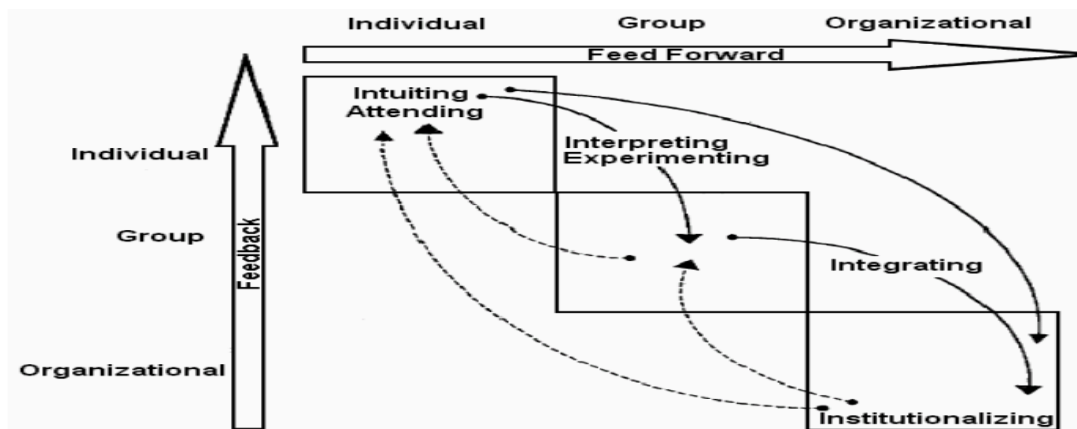 Individual Group Organizational
Feed Forward
Intuiting
Attending
Interpreting
Experimenting
Individual
Group
Feedback
Integrating
Organizational
Institutionalizing